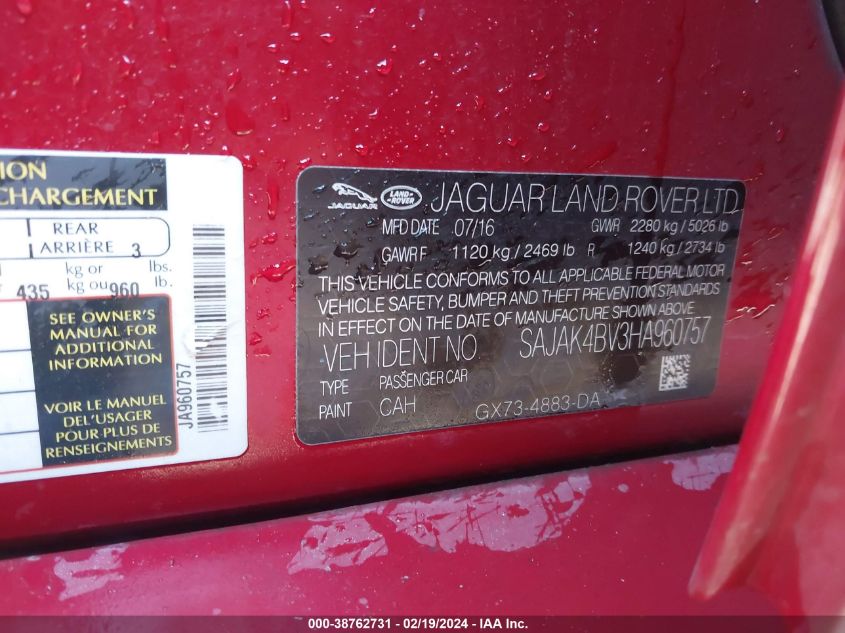 ION
CHARGEMENT
REAR
ARRIÈRE 3
kg or lbs.
435 kg ou 960 lb.
SEE OWNER'S
MANUAL FOR
ADDITIONAL
INFORMATION
VOIR LE MANUEL
DEL'USAGER
POUR PLUS DE
RENSEIGNEMENTS
JA960757
JAGUAR
LAND-
ROVER
JAGUAR LAND ROVER LTD
MFD DATE 07/16 GVWR 2280 kg / 5026 lb
GAWR F 1120 kg / 2469 lb R 1240 kg / 2734 lb
THIS VEHICLE CONFORMS TO ALL APPLICABLE FEDERAL MOTOR
VEHICLE SAFETY, BUMPER AND THEFT PREVENTION STANDARDS
IN EFFECT ON THE DATE OF MANUFACTURE SHOWN ABOVE.
VEH IDENT NO. SAJAK4BV3HA960757
TYPE PASSENGER CAR
PAINT CAH GX73-4883-DA
000-38762731 - 02/19/2024 - IAA Inc.